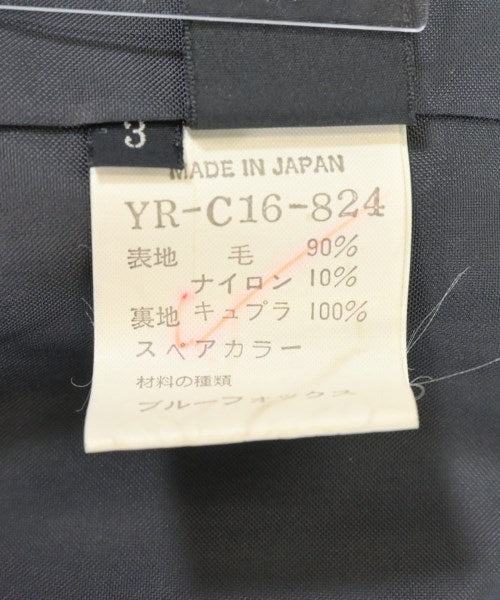 3
MADE IN JAPAN
YR-C16-824
表地 毛 90%
ナイロン 10%
裏地 キュプラ 100%
スペアカラー
材料の種類
ブルーフォックス